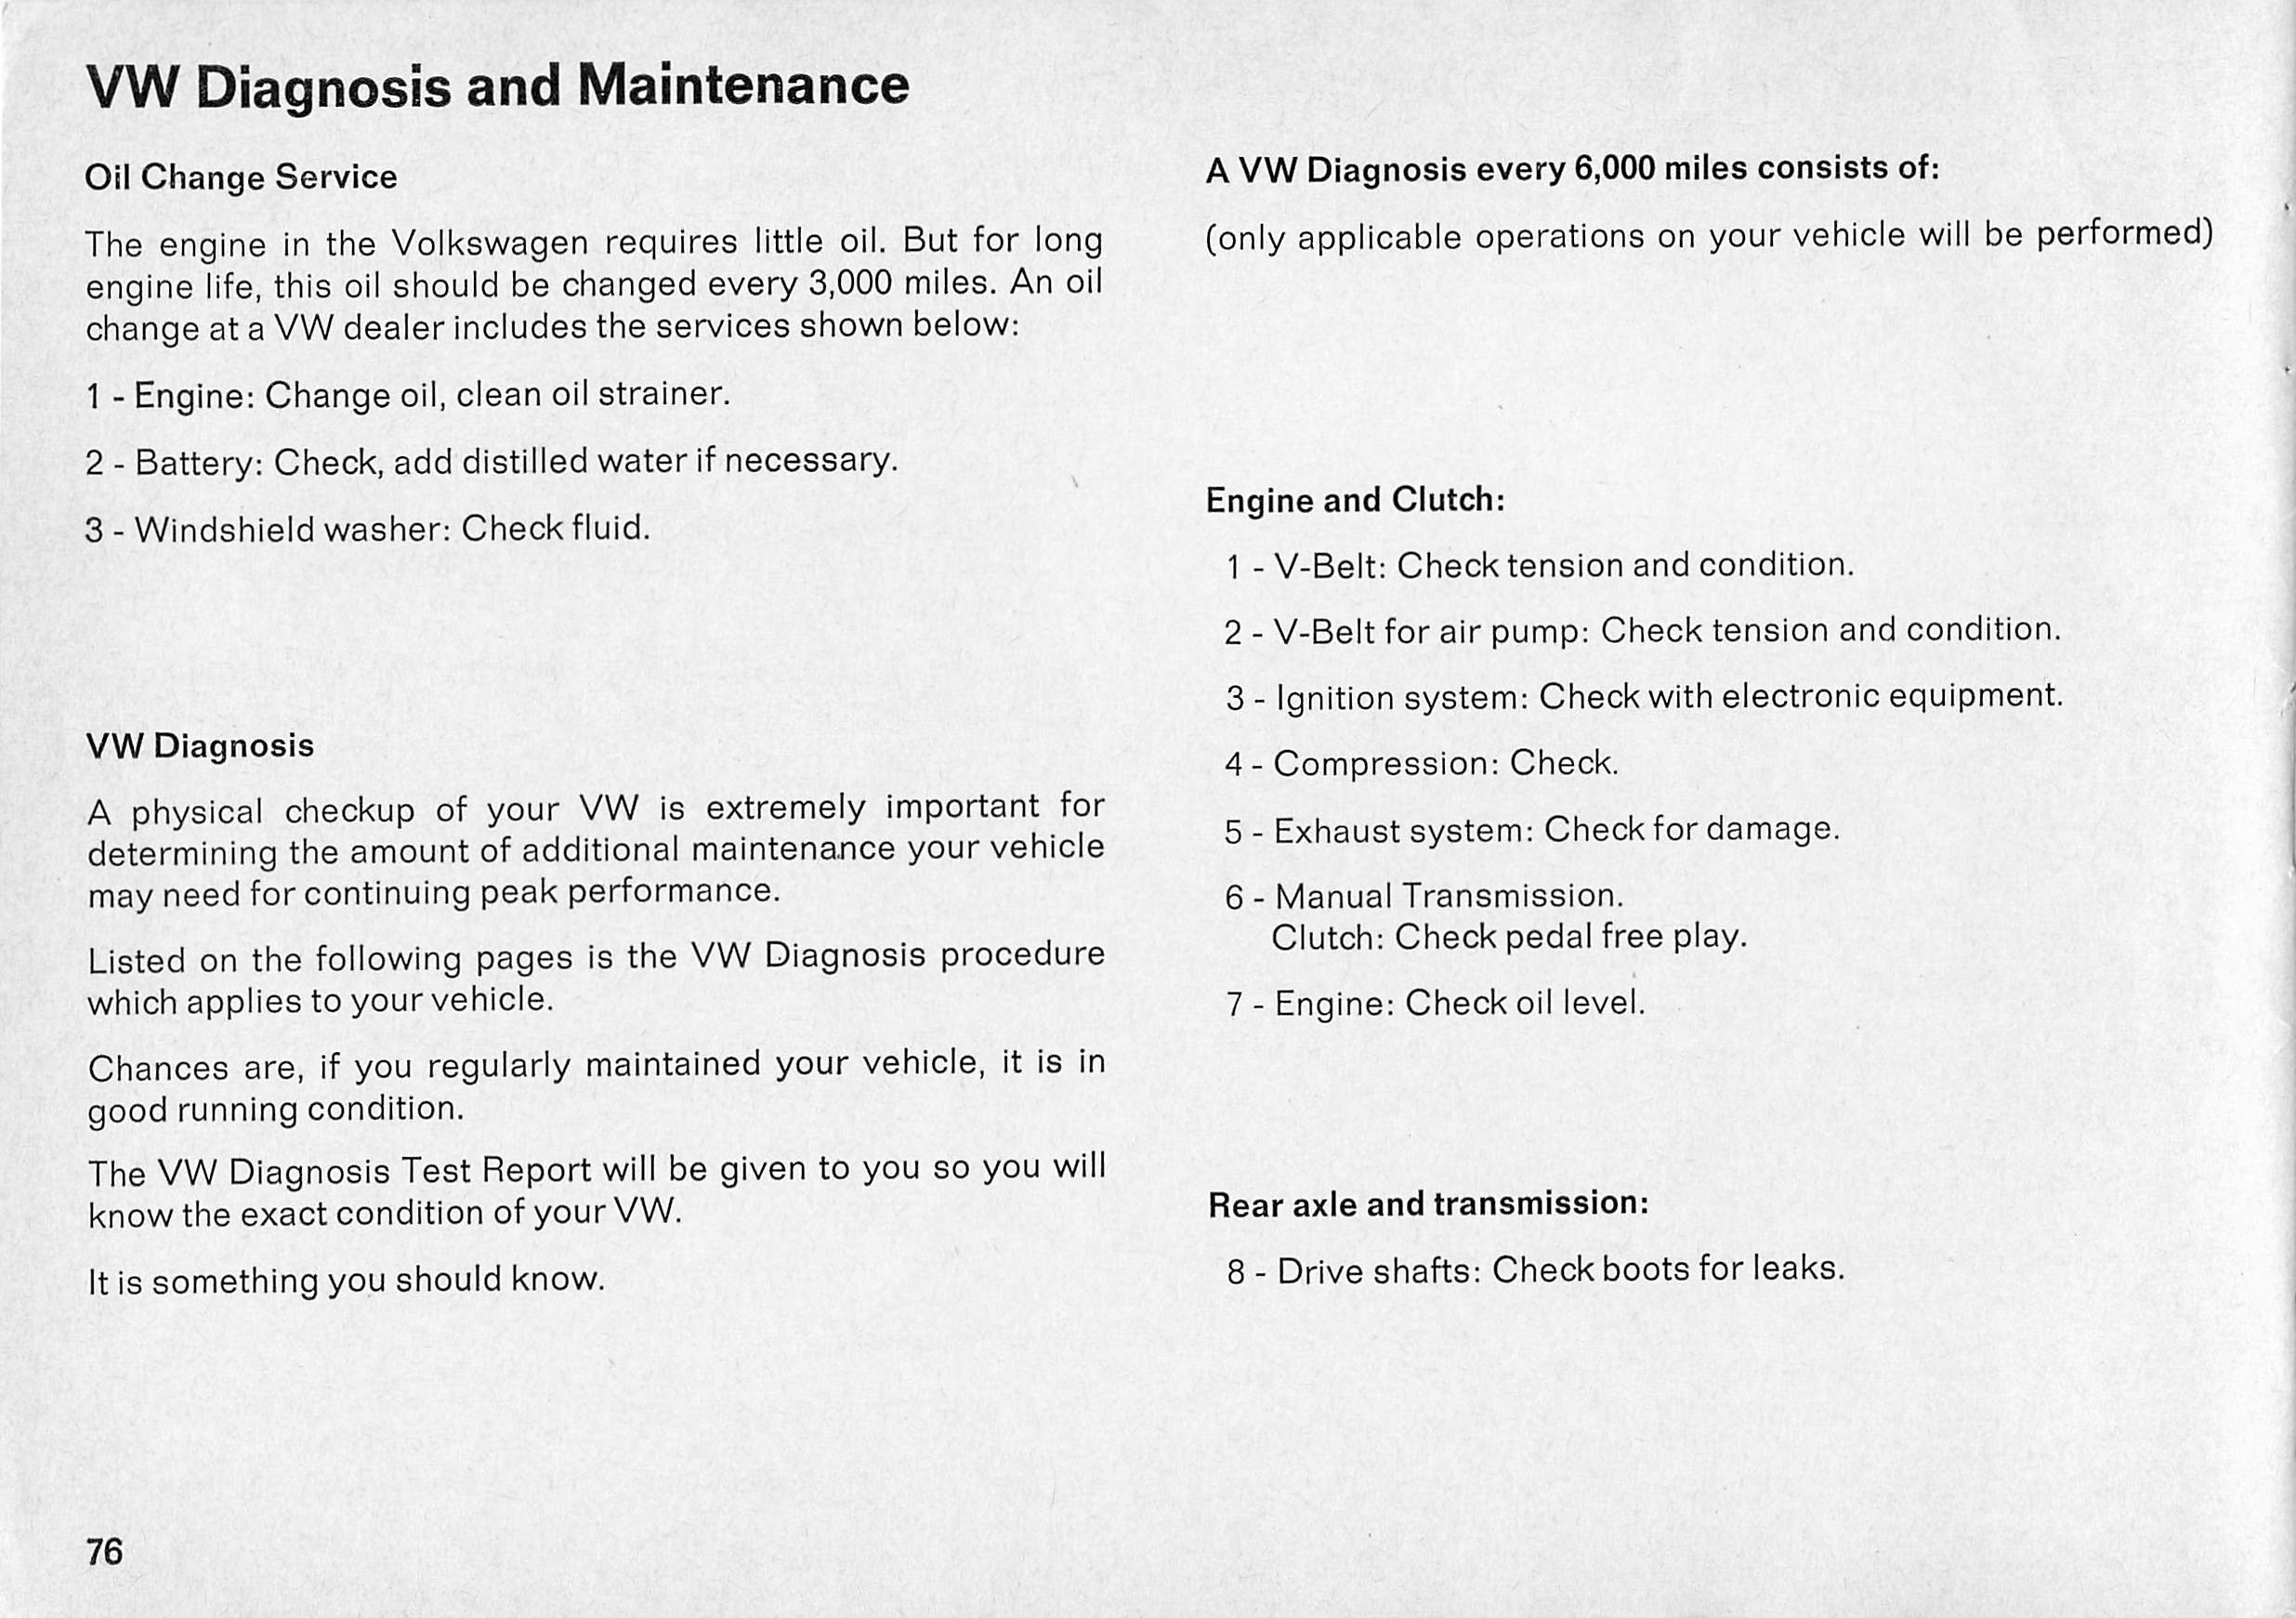 VW Diagnosis and Maintenance
Oil Change Service
The engine in the Volkswagen requires little oil. But for long
engine life, this oil should be changed every 3,000 miles. An oil
change at a VW dealer includes the services shown below:
1 - Engine: Change oil, clean oil strainer.
2 - Battery: Check, add distilled water if necessary.
3 - Windshield washer: Check fluid.
VW Diagnosis
A physical checkup of your VW is extremely important for
determining the amount of additional maintenance your vehicle
may need for continuing peak performance.
Listed on the following pages is the VW Diagnosis procedure
which applies to your vehicle.
Chances are, if you regularly maintained your vehicle, it is in
good running condition.
The VW Diagnosis Test Report will be given to you so you will
know the exact condition of your VW.
It is something you should know.
A VW Diagnosis every 6,000 miles consists of:
(only applicable operations on your vehicle will be performed)
Engine and Clutch:
1 - V-Belt: Check tension and condition.
2 - V-Belt for air pump: Check tension and condition.
3 - Ignition system: Check with electronic equipment.
4 - Compression: Check.
5 - Exhaust system: Check for damage.
6 - Manual Transmission.
Clutch: Check pedal free play.
7 - Engine: Check oil level.
Rear axle and transmission:
8 - Drive shafts: Check boots for leaks.
76